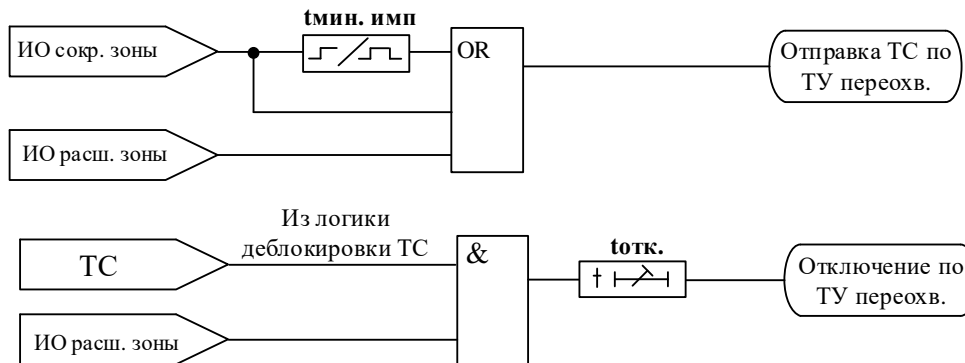 tмин. имп
ИО сокр. зоны
OR
Отправка ТС по
ТУ переохв.
ИО расш. зоны
Из логики
деблокировки ТС
ТС
&
tотк.
Отключение по
ТУ переохв.
ИО расш. зоны